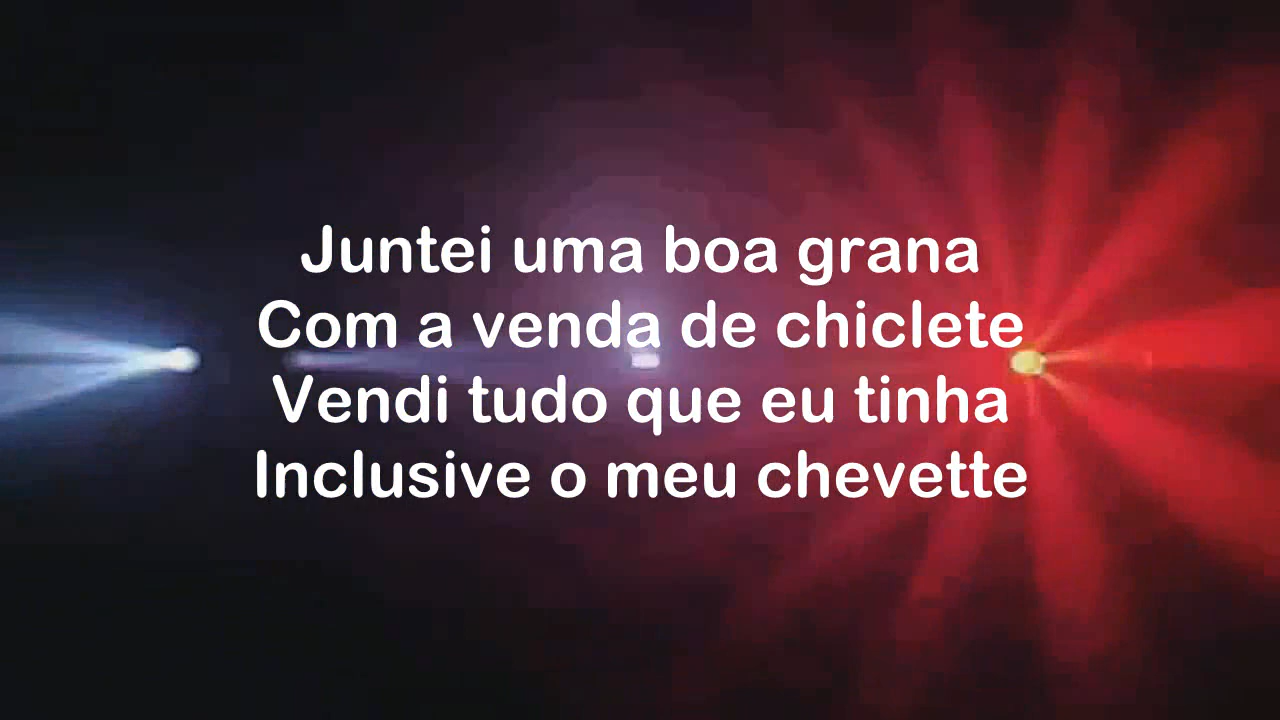 Juntei uma boa grana
Com a venda de chiclete
Vendi tudo que eu tinha
Inclusive o meu chevette